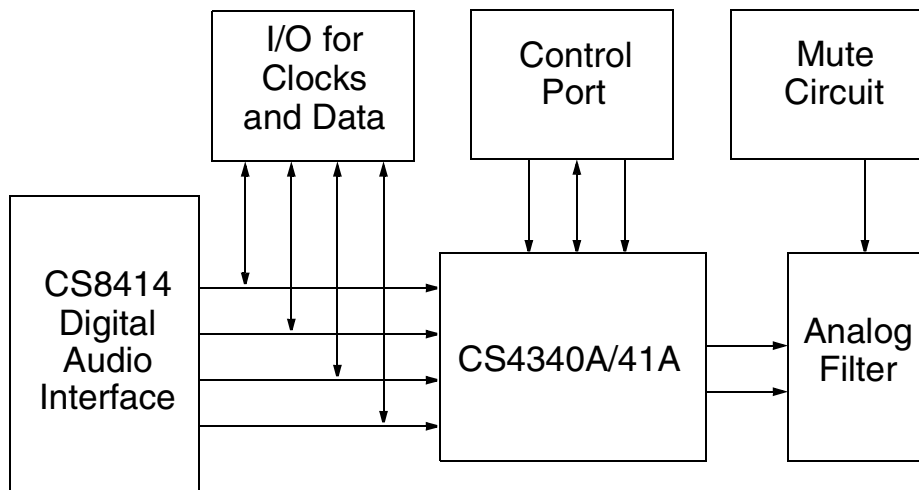 I/O for
Clocks
and Data
Control
Port
Mute
Circuit
CS8414
Digital
Audio
Interface
CS4340A/41A
Analog
Filter